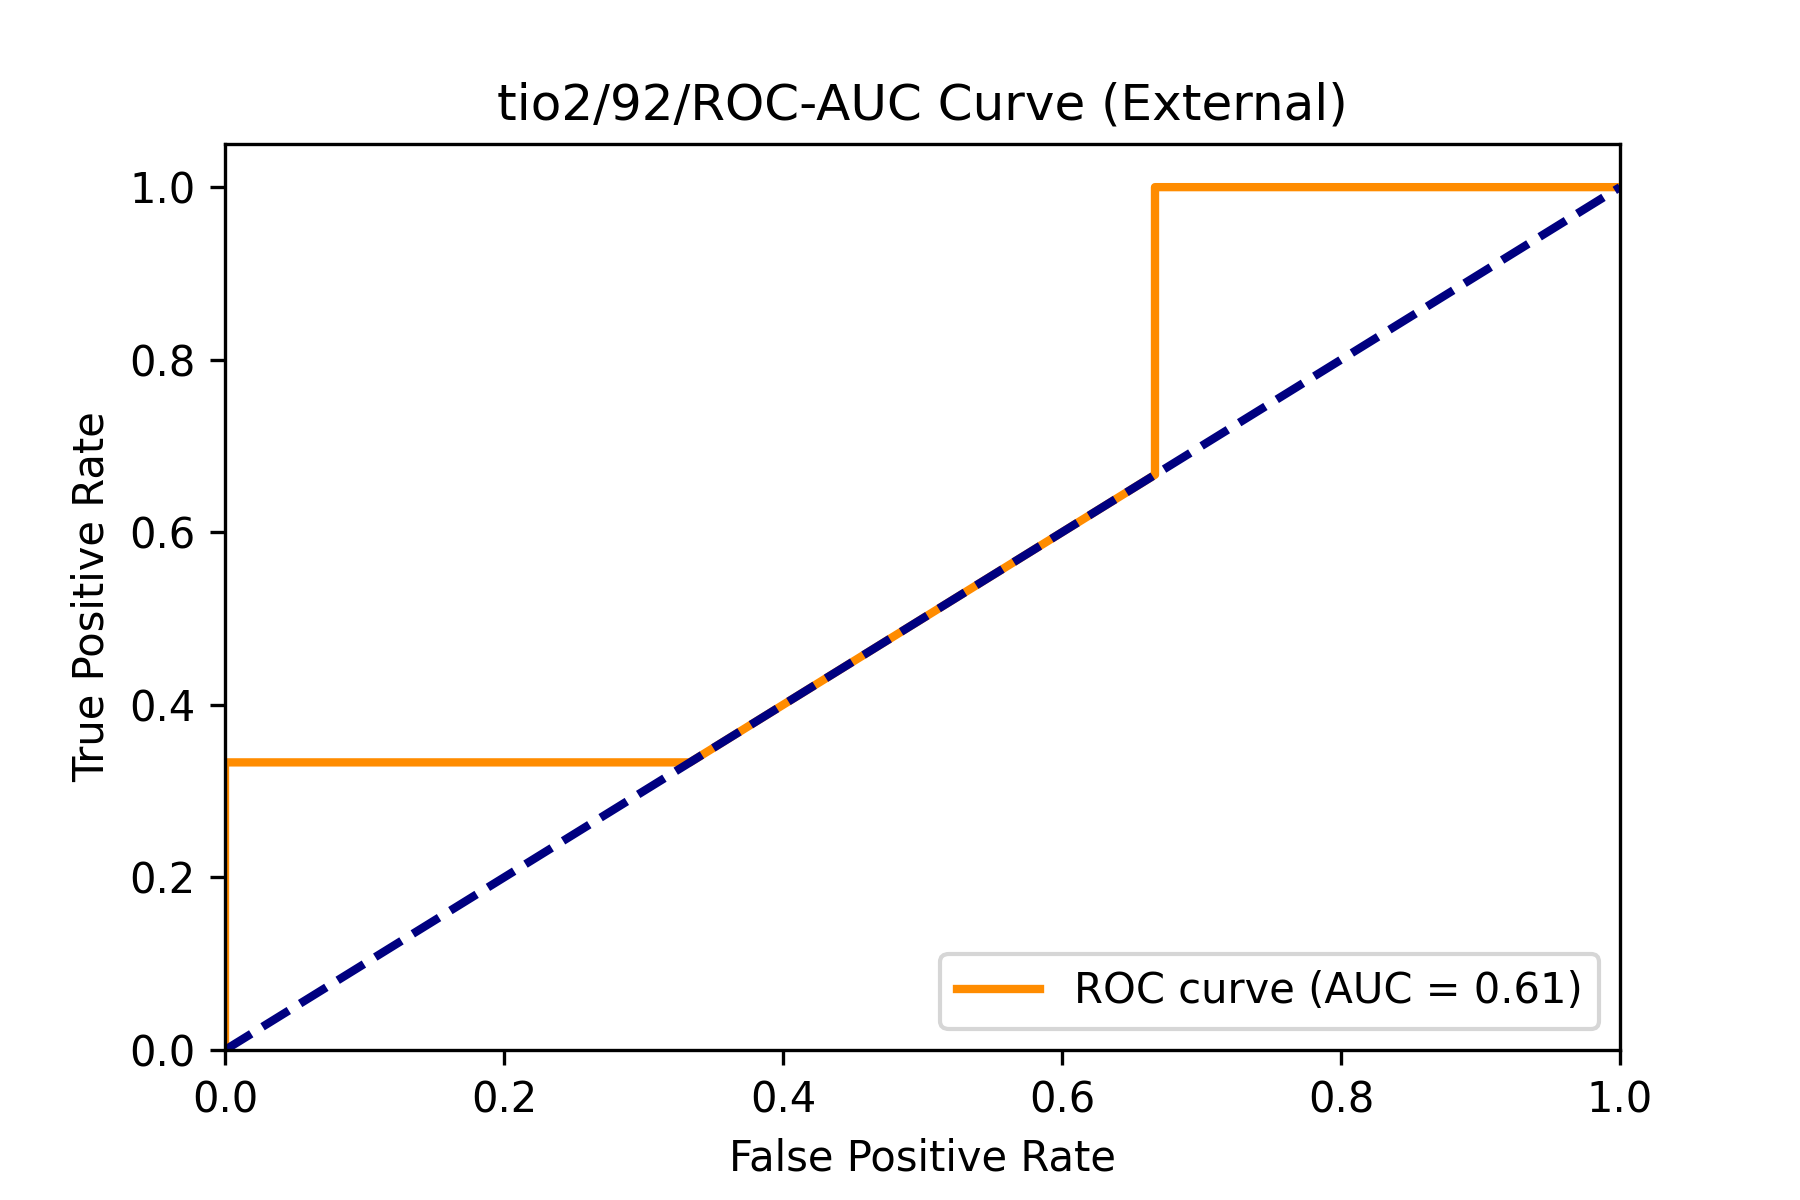 tio2/92/ROC-AUC Curve (External)
True Positive Rate
1.0
0.8
0.6
0.4
0.2
0.0
ROC curve (AUC = 0.61)
0.0 0.2 0.4 0.6 0.8 1.0
False Positive Rate